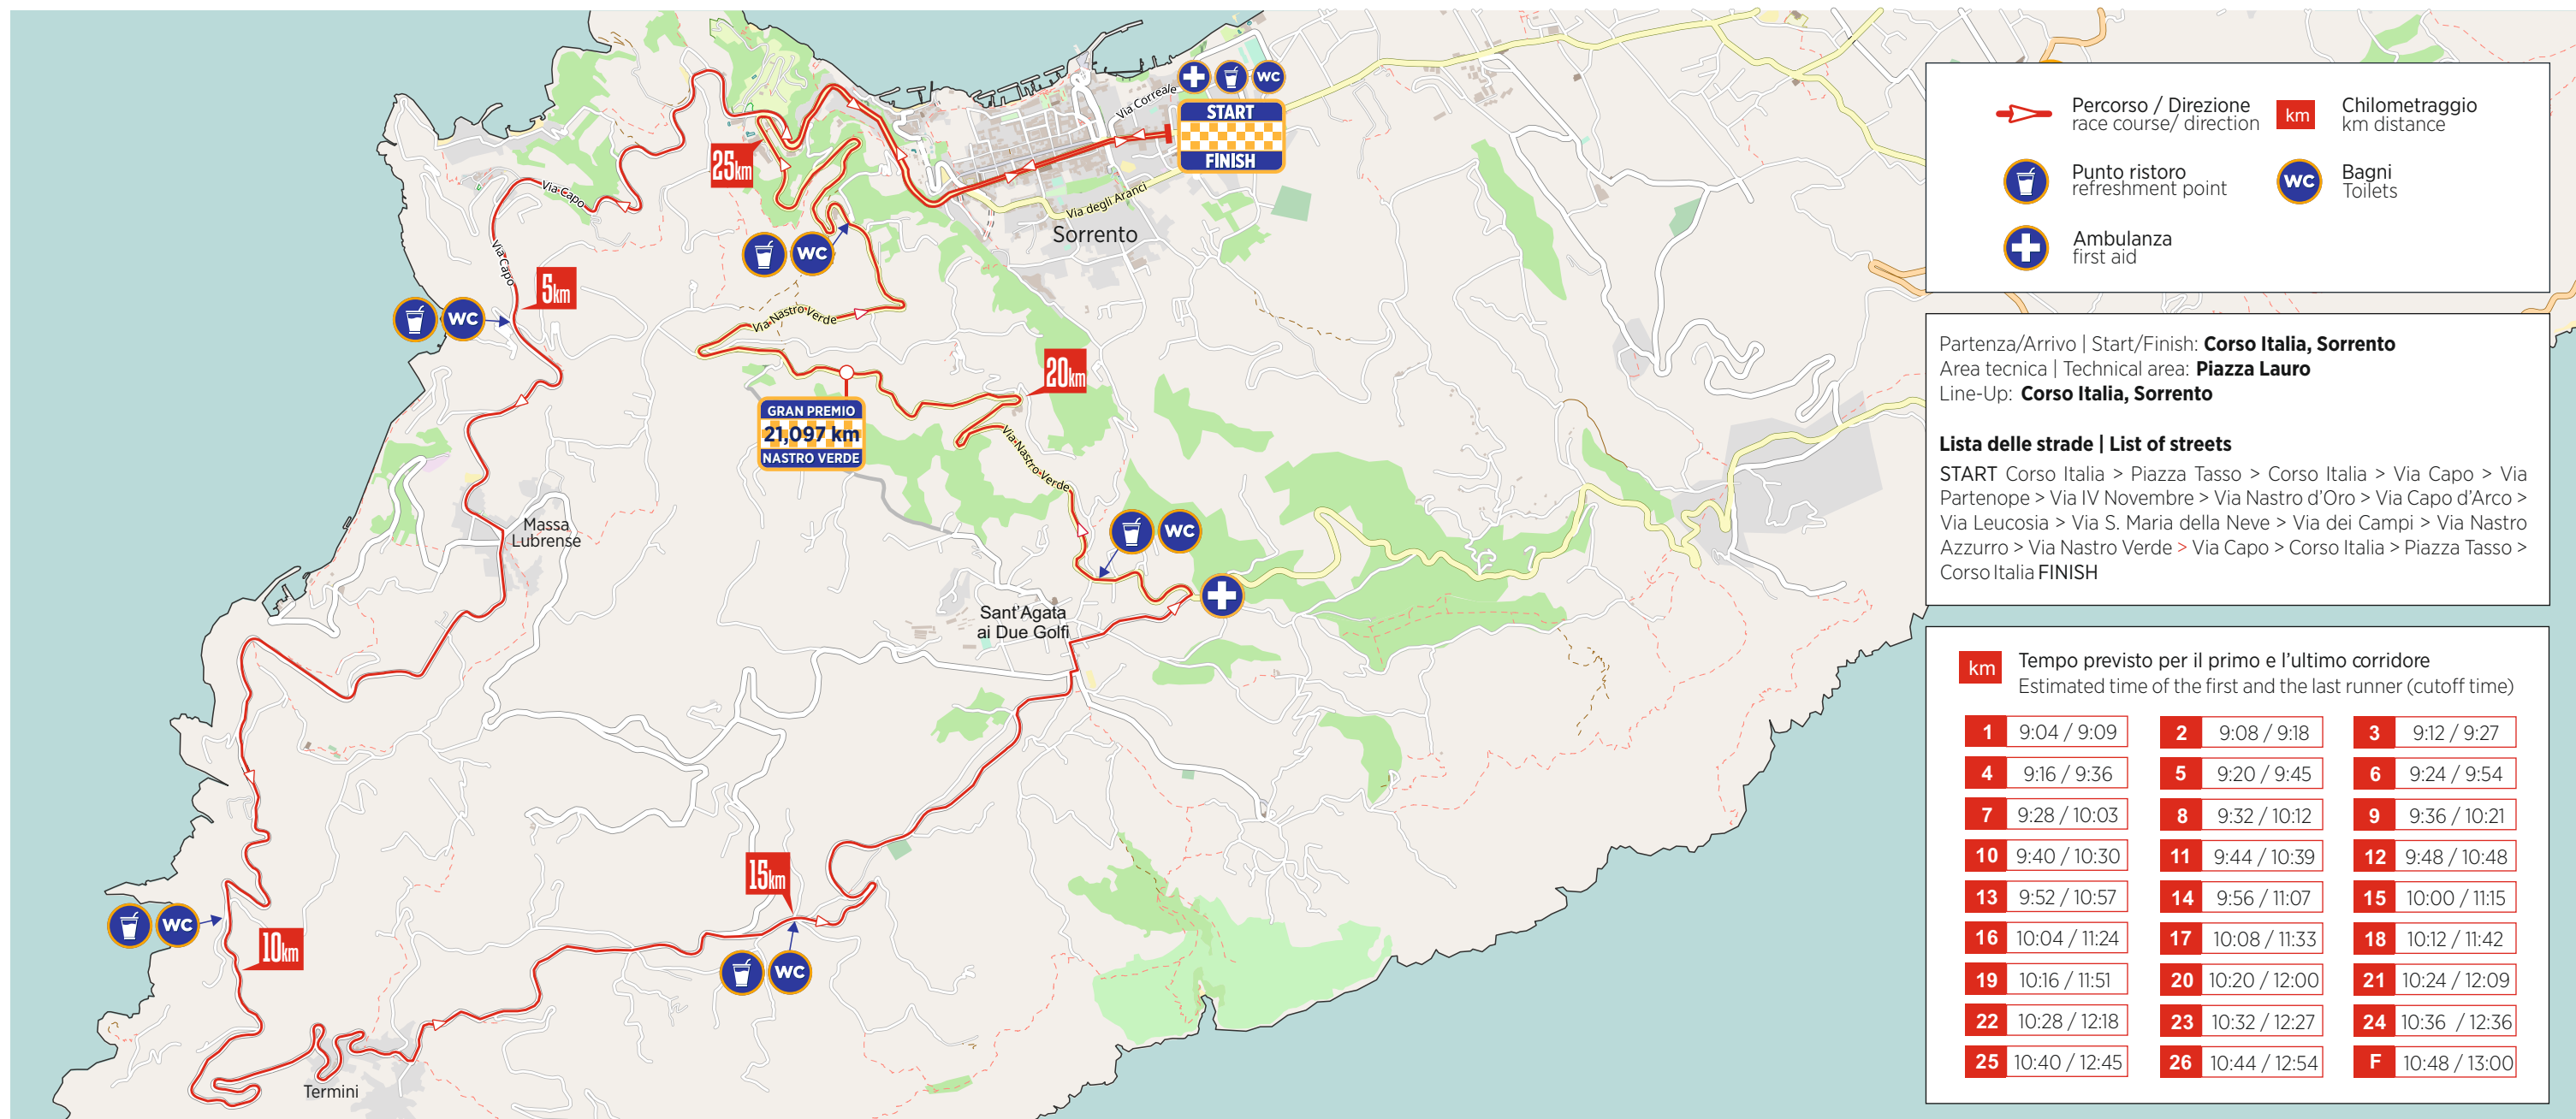 Via Correale
WC
START
FINISH
25km
Via Capo
Via degli Aranci
Sorrento
WC
Via Capo
5km
WC
Via Nastro Verde
20km
GRAN PREMIO
21,097 km
NASTRO VERDE
Via Nastro Verde
Massa
Lubrense
WC
Sant'Agata
ai Due Golfi
15km
WC
10km
WC
Termini
Percorso / Direzione
race course/ direction
km
Chilometraggio
km distance
Punto ristoro
refreshment point
WC
Bagni
Toilets
Ambulanza
first aid
Partenza/Arrivo | Start/Finish: Corso Italia, Sorrento
Area tecnica | Technical area: Piazza Lauro
Line-Up: Corso Italia, Sorrento
Lista delle strade | List of streets
START Corso Italia > Piazza Tasso > Corso Italia > Via Capo > Via
Partenope > Via IV Novembre > Via Nastro d'Oro > Via Capo d'Arco >
Via Leucosia > Via S. Maria della Neve > Via dei Campi > Via Nastro
Azzurro > Via Nastro Verde > Via Capo > Corso Italia > Piazza Tasso >
Corso Italia FINISH
km
Tempo previsto per il primo e l'ultimo corridore
Estimated time of the first and the last runner (cutoff time)
1 9:04 / 9:09 2 9:08 / 9:18 3 9:12 / 9:27
4 9:16 / 9:36 5 9:20 / 9:45 6 9:24 / 9:54
7 9:28 / 10:03 8 9:32 / 10:12 9 9:36 / 10:21
10 9:40 / 10:30 11 9:44 / 10:39 12 9:48 / 10:48
13 9:52 / 10:57 14 9:56 / 11:07 15 10:00 / 11:15
16 10:04 / 11:24 17 10:08 / 11:33 18 10:12 / 11:42
19 10:16 / 11:51 20 10:20 / 12:00 21 10:24 / 12:09
22 10:28 / 12:18 23 10:32 / 12:27 24 10:36 / 12:36
25 10:40 / 12:45 26 10:44 / 12:54 F 10:48 / 13:00